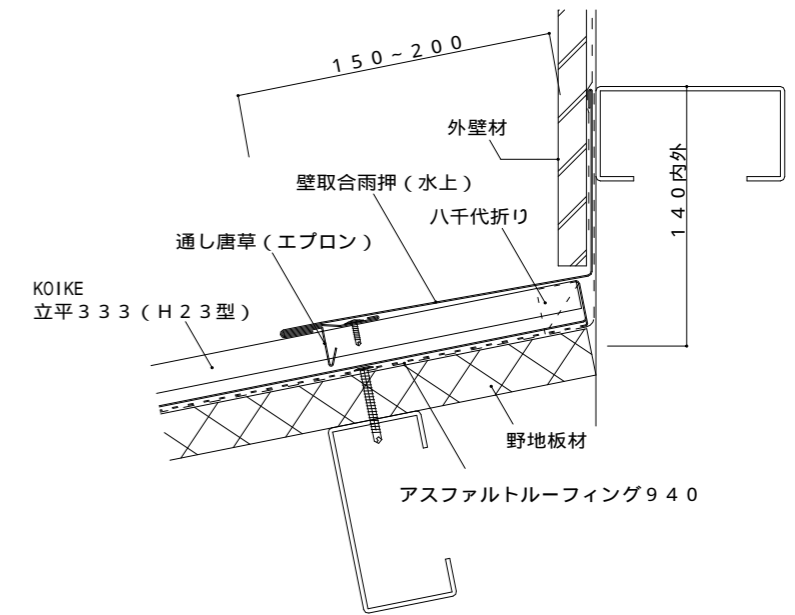 １５０~２００
外壁材
壁取合雨押（水上）
八千代折り
１４０内外
通し唐草（エプロン）
KOIKE
立平３３３（Ｈ２３型）
野地板材
アスファルトルーフィング９４０